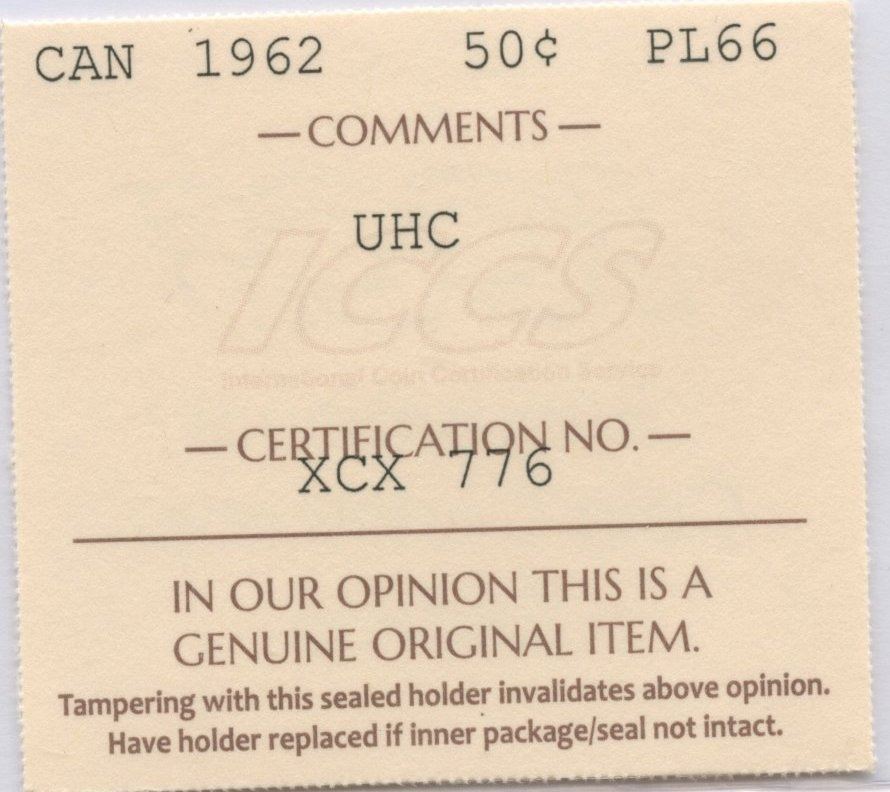 CAN 1962 50¢ PL66
— COMMENTS —
UHC
ICCS
International Coin Certification Service
— CERTIFICATION NO. —
XCX 776
IN OUR OPINION THIS IS A
GENUINE ORIGINAL ITEM.
Tampering with this sealed holder invalidates above opinion.
Have holder replaced if inner package/seal not intact.